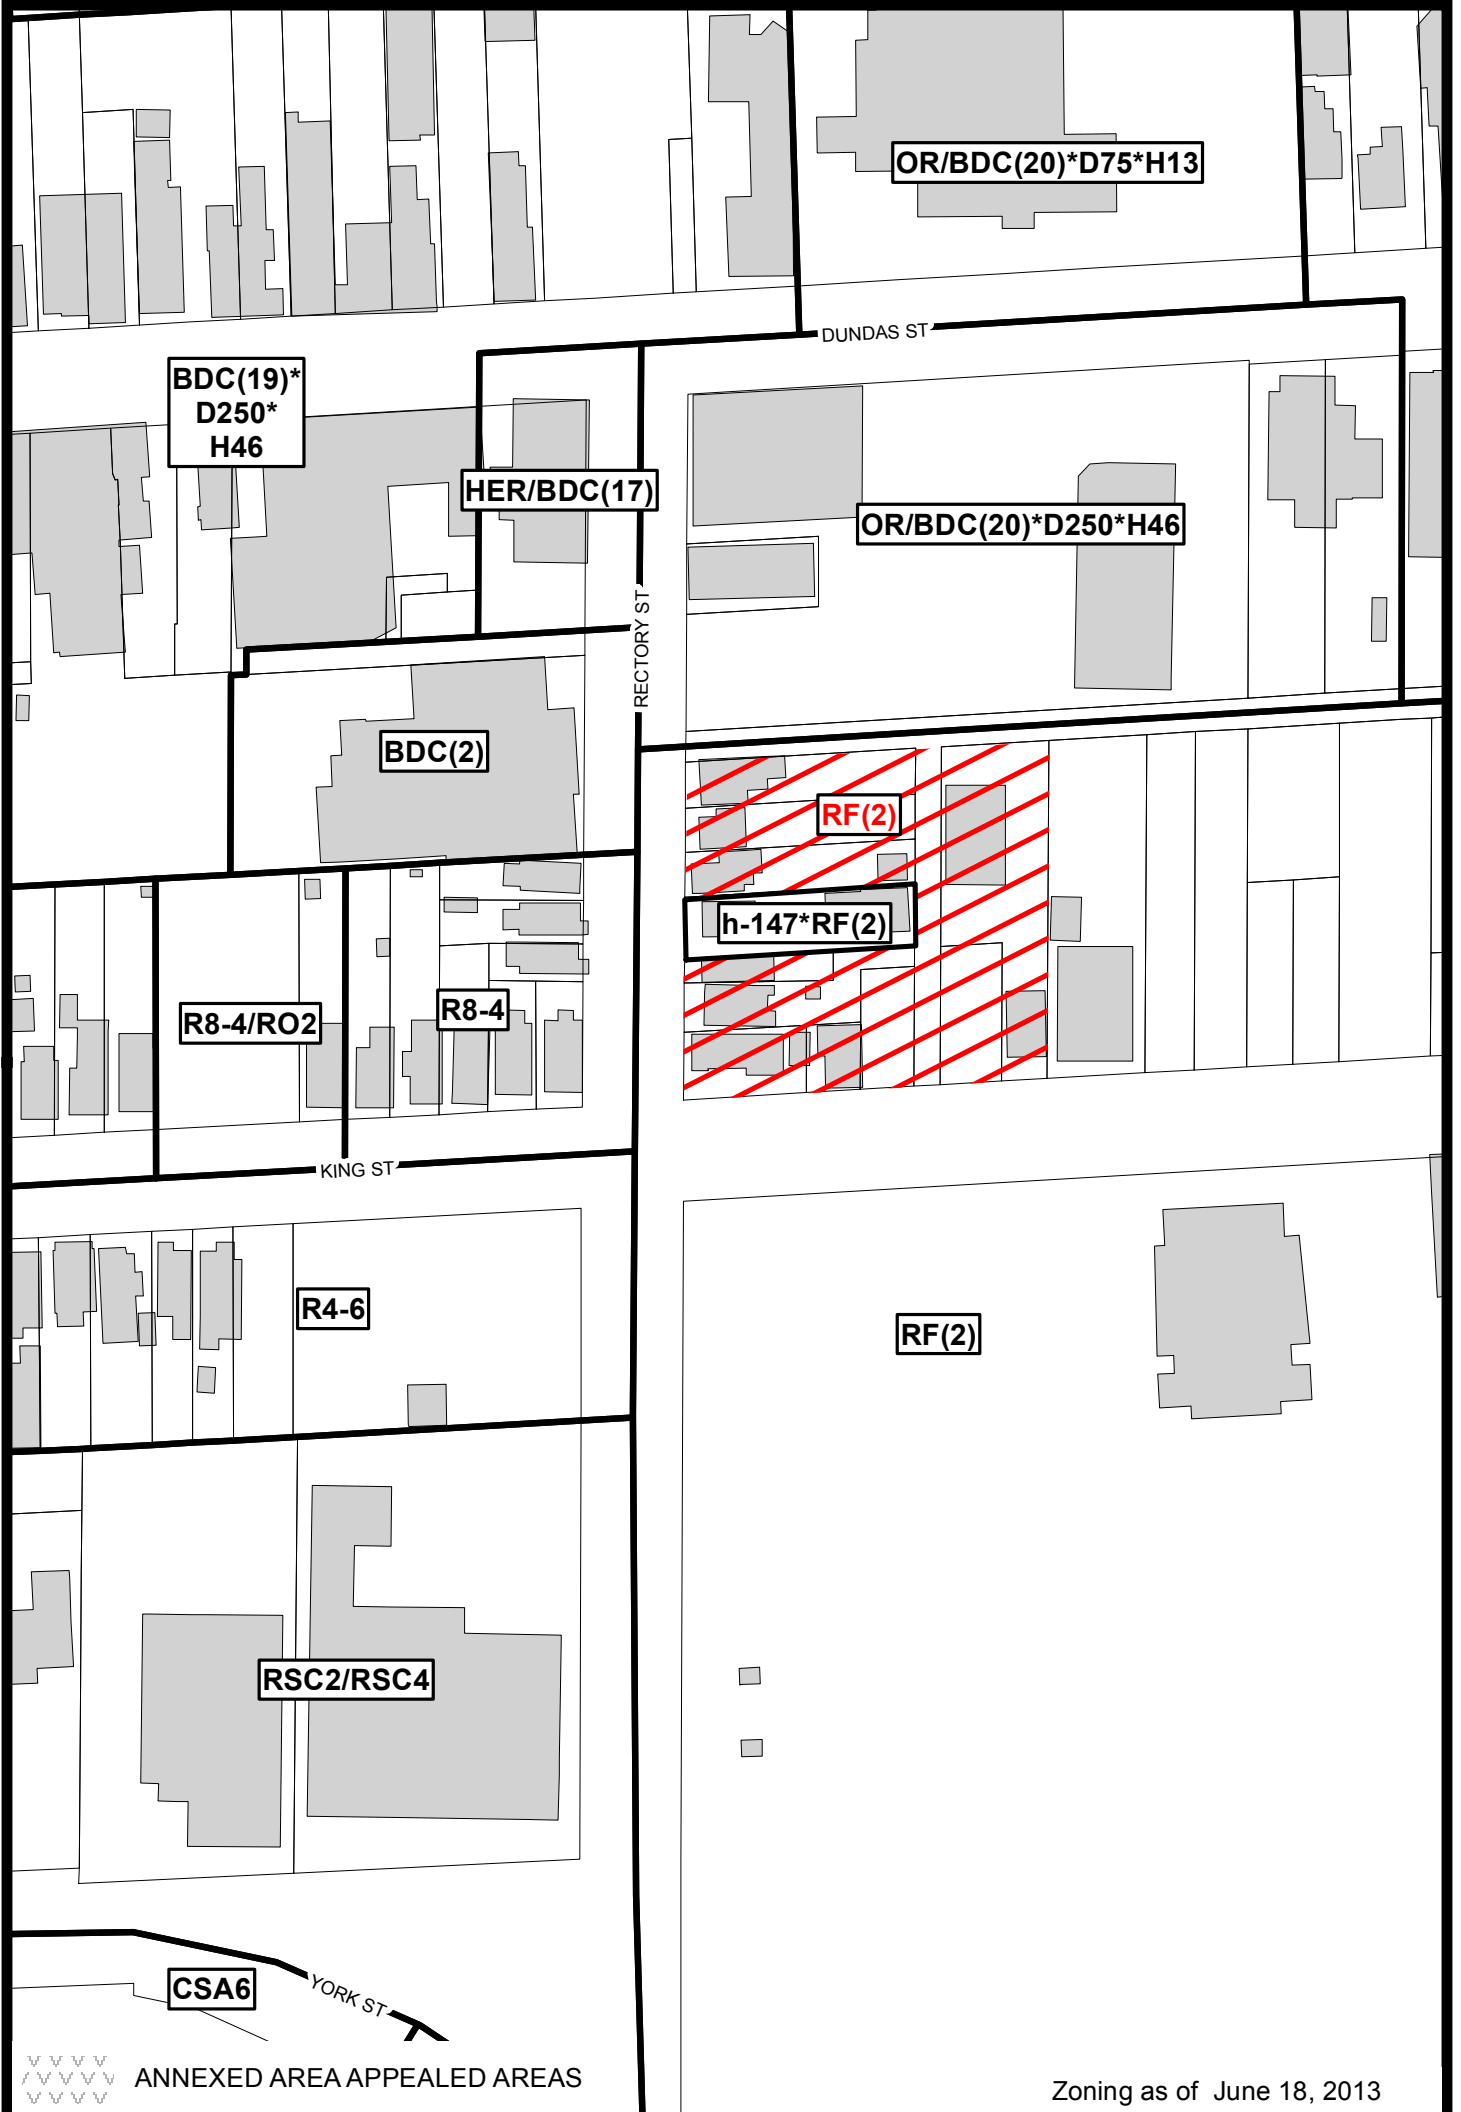 OR/BDC(20)*D75*H13
DUNDAS ST
BDC(19)*
D250*
H46
HER/BDC(17)
OR/BDC(20)*D250*H46
RECTORY ST
BDC(2)
RF(2)
h-147*RF(2)
R8-4/RO2
R8-4
KING ST
R4-6
RF(2)
RSC2/RSC4
CSA6
YORK ST
ANNEXED AREA APPEALED AREAS
Zoning as of June 18, 2013